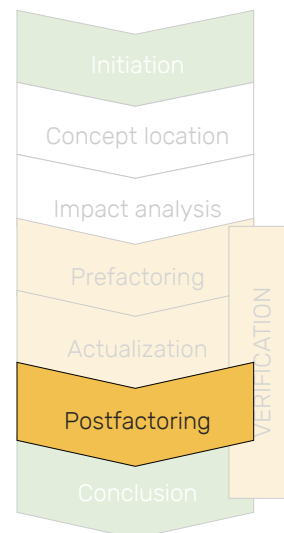 Initiation
Concept location
Impact analysis
Prefactoring
Actualization
VERIFICATION
Postfactoring
Conclusion